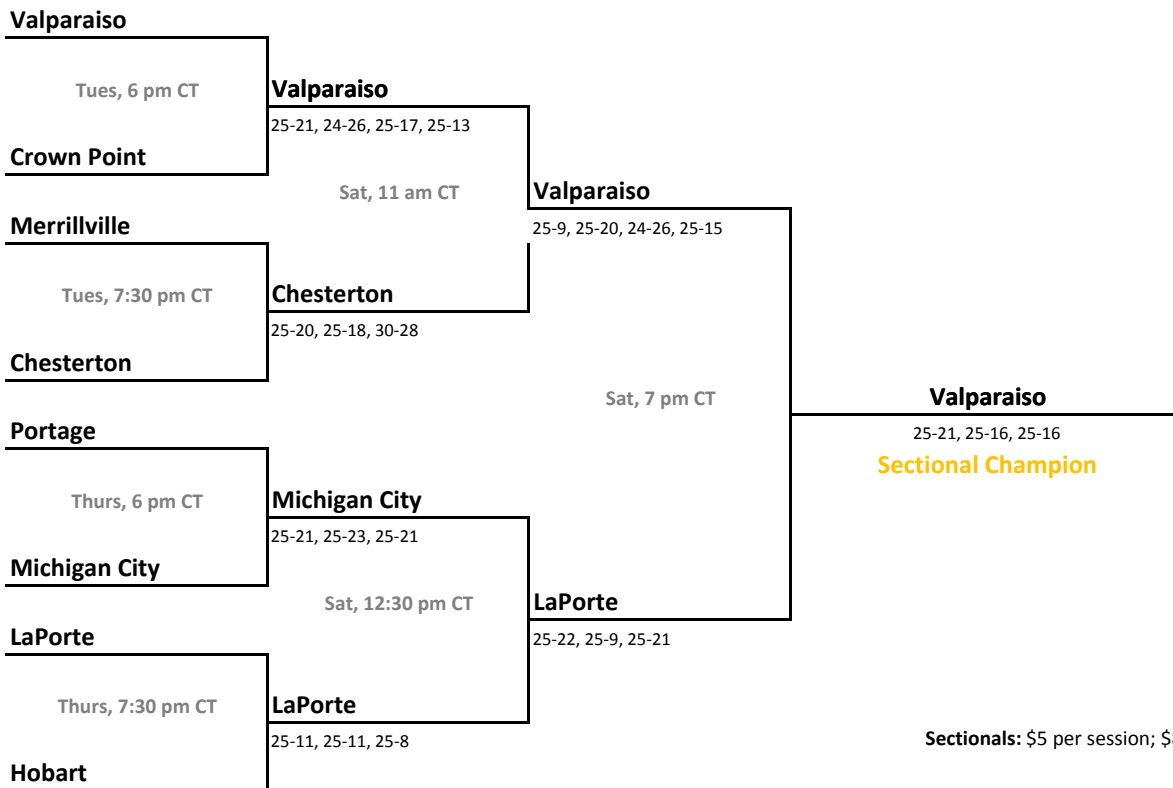 Valparaiso
Tues, 6 pm CT
Valparaiso
25-21, 24-26, 25-17, 25-13
Crown Point
Sat, 11 am CT
Valparaiso
25-9, 25-20, 24-26, 25-15
Merrillville
Tues, 7:30 pm CT
Chesterton
25-20, 25-18, 30-28
Chesterton
Sat, 7 pm CT
Valparaiso
25-21, 25-16, 25-16
Sectional Champion
Portage
Thurs, 6 pm CT
Michigan City
25-21, 25-23, 25-21
Michigan City
Sat, 12:30 pm CT
LaPorte
25-22, 25-9, 25-21
LaPorte
Thurs, 7:30 pm CT
LaPorte
25-11, 25-11, 25-8
Hobart
Sectionals: $5 per session; $